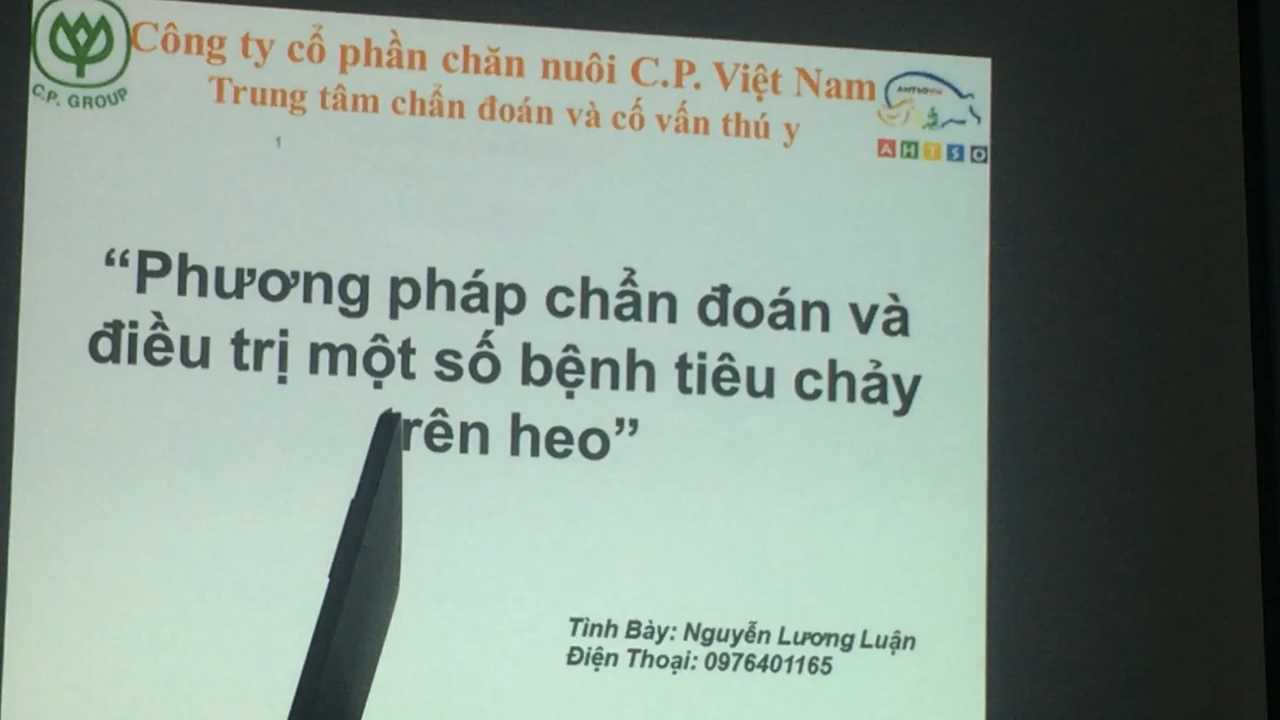 Công ty cổ phần chăn nuôi C.P. Việt Nam
C.P. GROUP
Trung tâm chẩn đoán và cố vấn thú y
AHTSO
1
“Phương pháp chẩn đoán và
điều trị một số bệnh tiêu chảy
rên heo”
Tình Bày: Nguyễn Lương Luận
Điện Thoại: 0976401165